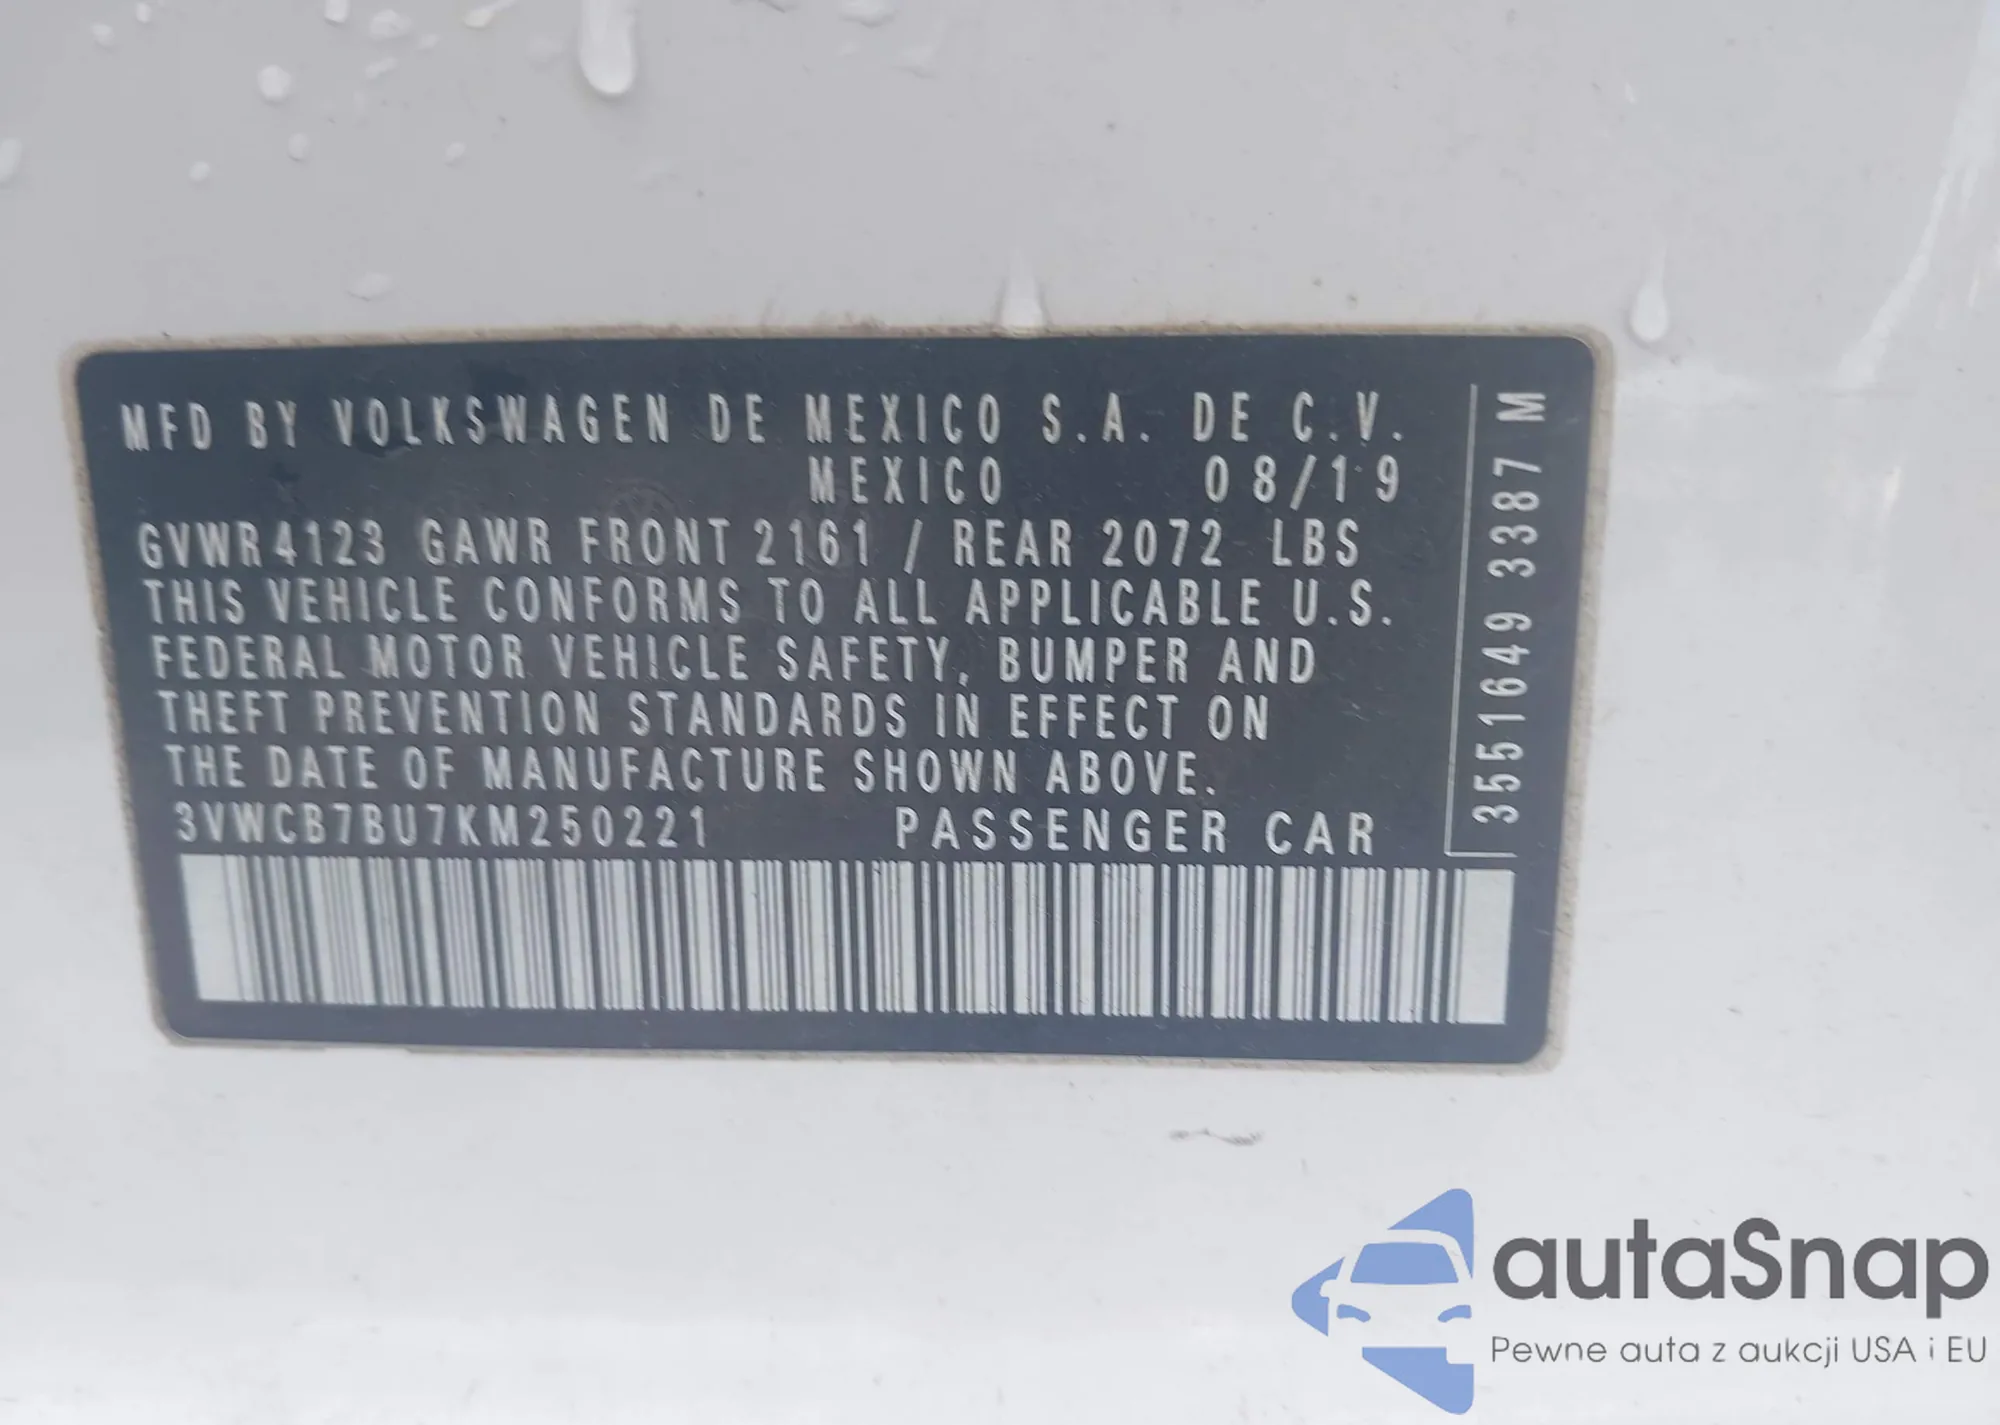 MFD BY VOLKSWAGEN DE MEXICO S.A. DE C.V.
MEXICO 08/19
GVWR 4123 GAWR FRONT 2161 / REAR 2072 LBS
THIS VEHICLE CONFORMS TO ALL APPLICABLE U.S.
FEDERAL MOTOR VEHICLE SAFETY, BUMPER AND
THEFT PREVENTION STANDARDS IN EFFECT ON
THE DATE OF MANUFACTURE SHOWN ABOVE.
3VWCB7BU7KM250221 PASSENGER CAR
3551649 3387 M
autaSnap
Pewne auta z aukcji USA i EU